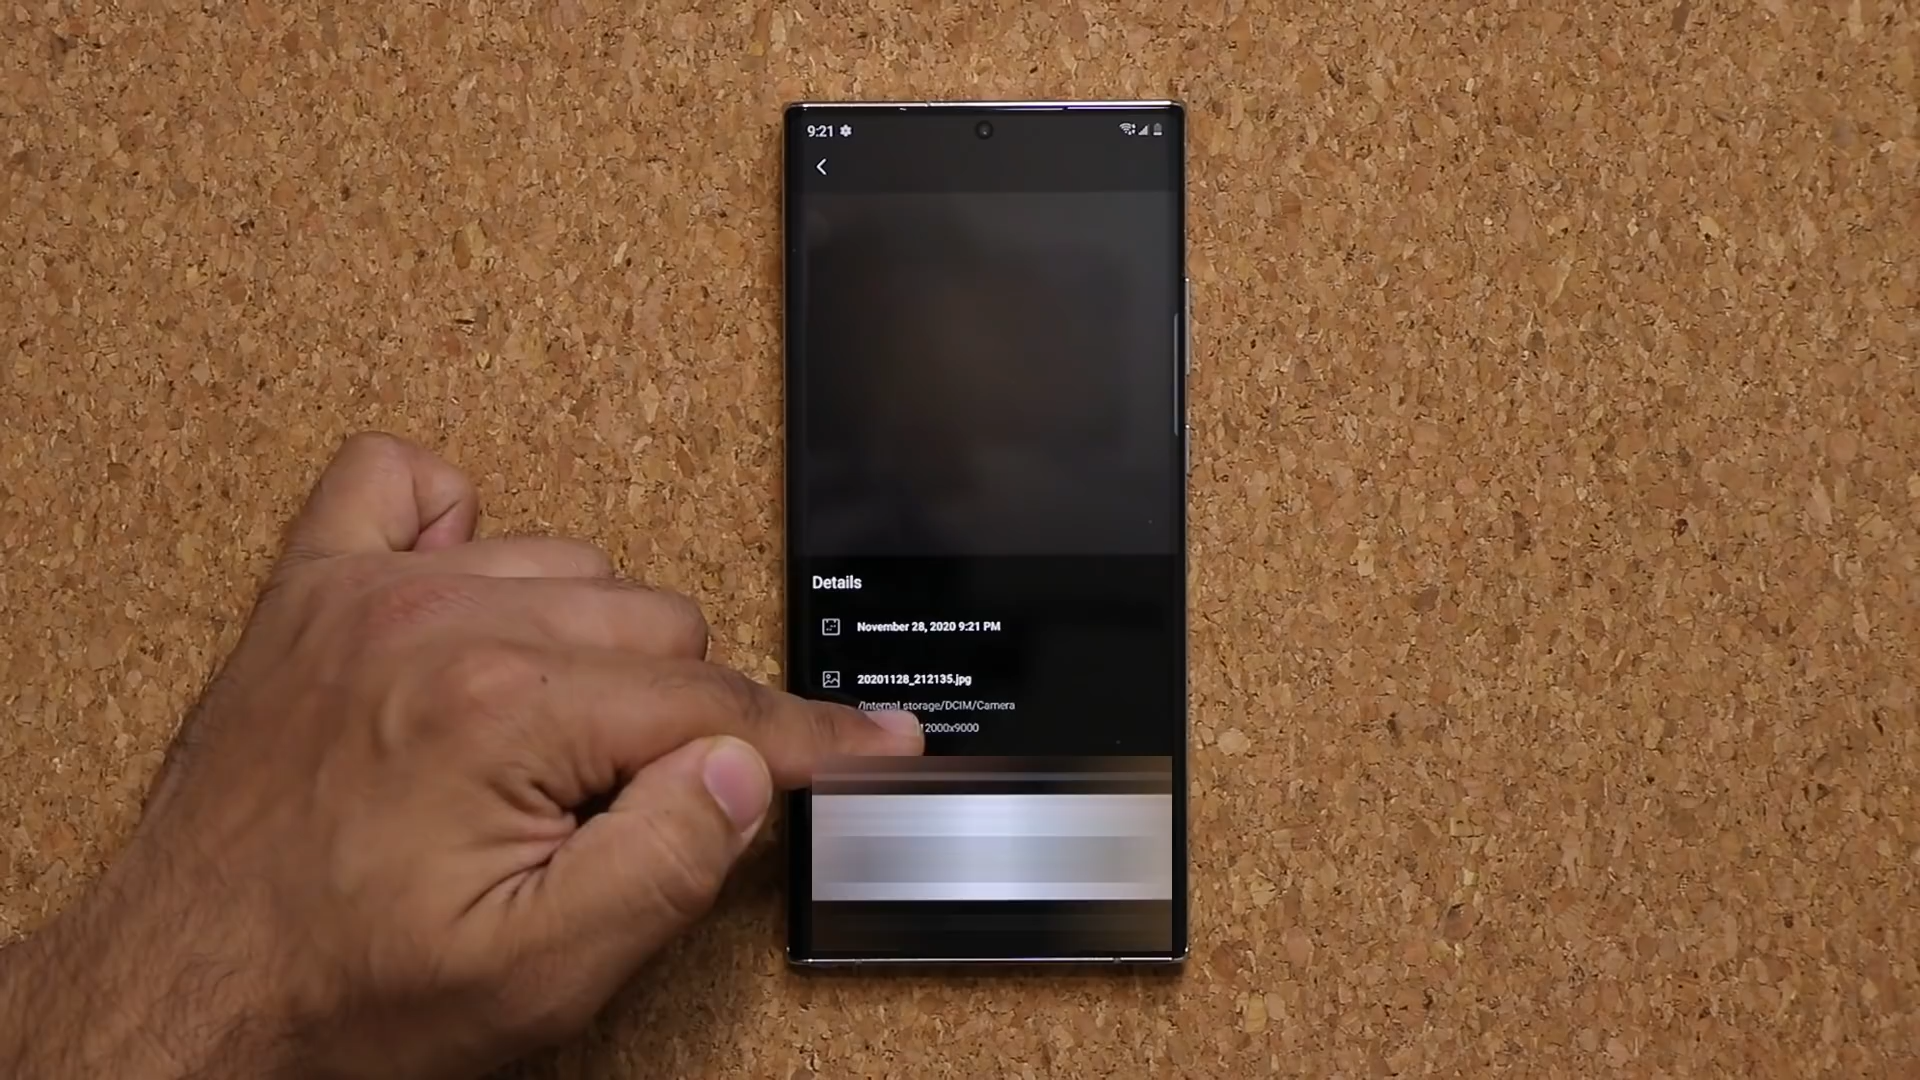 9:21
Details
November 28, 2020 9:21 PM
20201128_212135.jpg
/Internal storage/DCIM/Camera
12000x9000